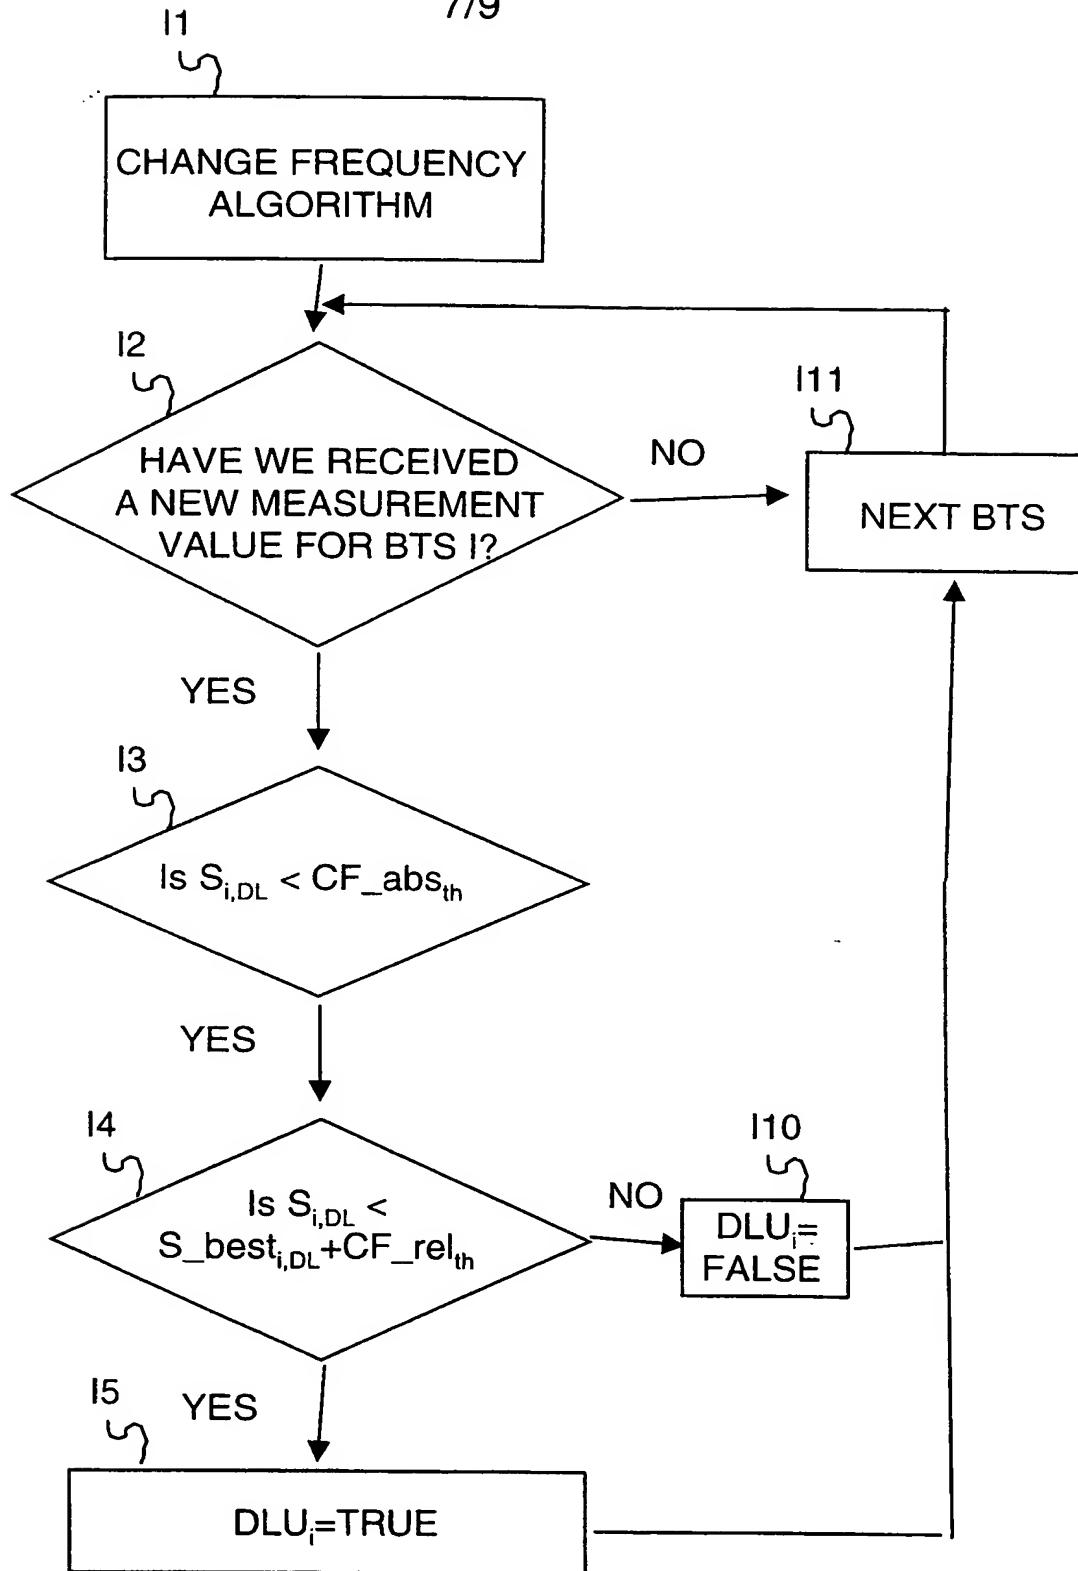 7/9
I1
CHANGE FREQUENCY
ALGORITHM
I2
HAVE WE RECEIVED
A NEW MEASUREMENT
VALUE FOR BTS I?
NO
I11
NEXT BTS
YES
I3
Is S_{i,DL} < CF_abs_{th}
YES
I4
Is S_{i,DL} <
S_best_{i,DL}+CF_rel_{th}
NO
I10
DLU_i=
FALSE
YES
I5
DLU_i=TRUE